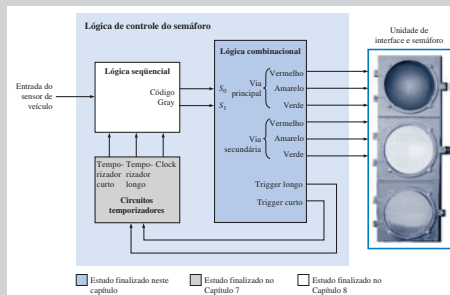 Lógica de controle do semáforo
Unidade de
interface e semáforo
Lógica combinacional
Lógica seqüencial
Entrada do
sensor de
veículo
Código
Gray
S0
S1
Via
principal
Vermelho
Amarelo
Verde
Via
secundária
Vermelho
Amarelo
Verde
Trigger longo
Trigger curto
Tempo-
rizador
curto
Tempo-
rizador
longo
Clock
Circuitos
temporizadores
Estudo finalizado neste
capítulo
Estudo finalizado no
Capítulo 7
Estudo finalizado no
Capítulo 8